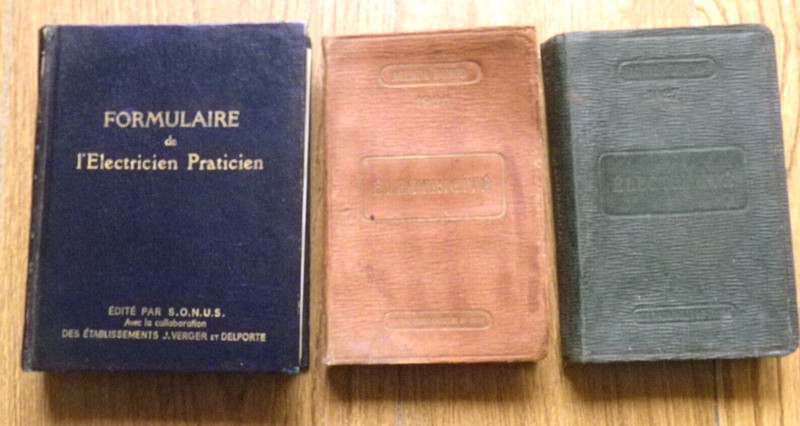 FORMULAIRE
de
l'Electricien Praticien
ÉDITÉ PAR S.O.N.U.S.
Avec la collaboration
DES ÉTABLISSEMENTS J. VERGER ET DELPORTE
ÉLECTRICITÉ
ÉLECTRICITÉ